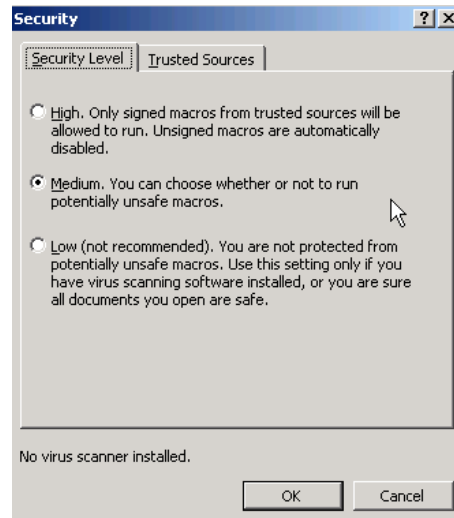 Security
Security Level
Trusted Sources
High. Only signed macros from trusted sources will be
allowed to run. Unsigned macros are automatically
disabled.
Medium. You can choose whether or not to run
potentially unsafe macros.
Low (not recommended). You are not protected from
potentially unsafe macros. Use this setting only if you
have virus scanning software installed, or you are sure
all documents you open are safe.
No virus scanner installed.
OK
Cancel